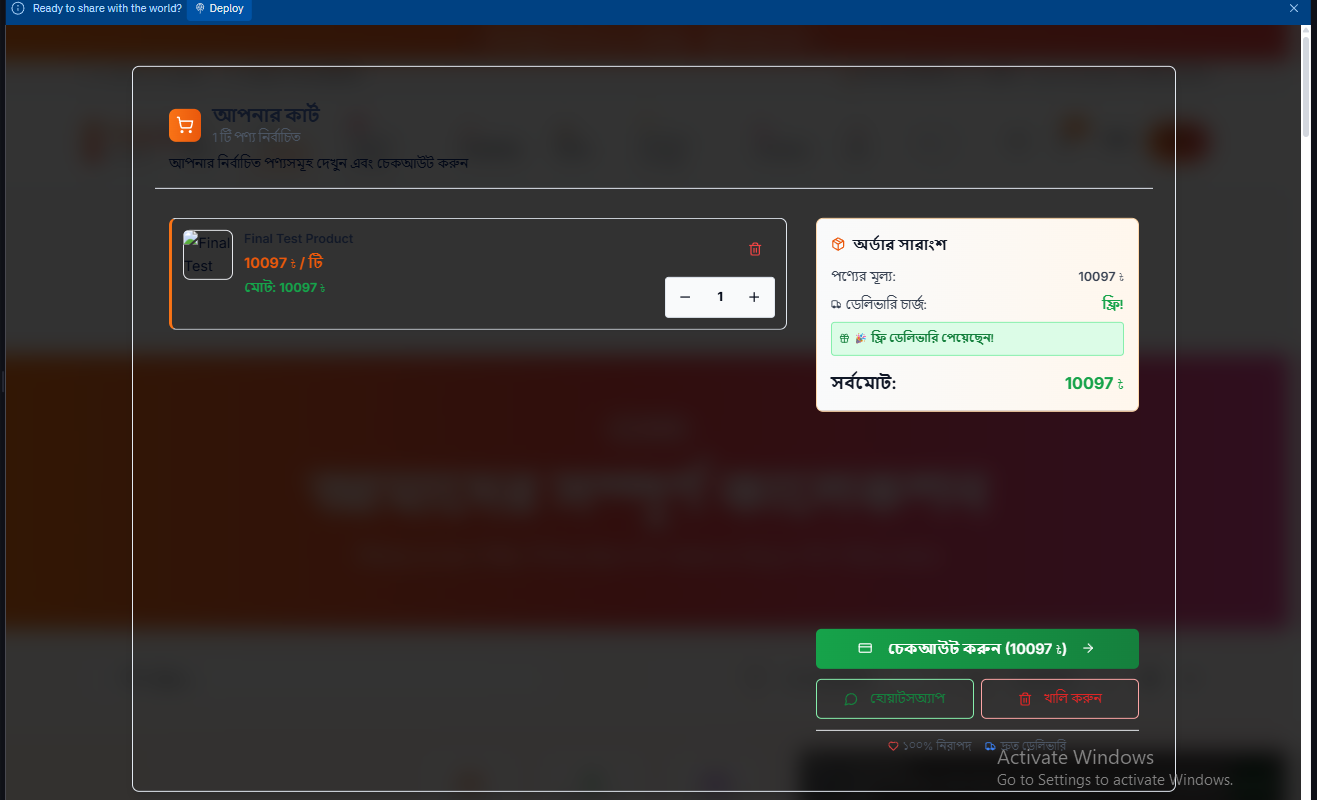 Ready to share with the world? Deploy
আপনার কার্ট
1 টি পণ্য নির্বাচিত
আপনার নির্বাচিত পণ্যসমূহ দেখুন এবং চেকআউট করুন
Final Test
Final Test Product
10097 ৳ / টি
মোট: 10097 ৳
1
অর্ডার সারাংশ
পণ্যের মূল্য: 10097 ৳
ডেলিভারি চার্জ: ফ্রি!
🎉 ফ্রি ডেলিভারি পেয়েছেন!
সর্বমোট: 10097 ৳
চেকআউট করুন (10097 ৳)
হোয়াটসঅ্যাপ খালি করুন
১০০% নিরাপদ দ্রুত ডেলিভারি
Activate Windows
Go to Settings to activate Windows.